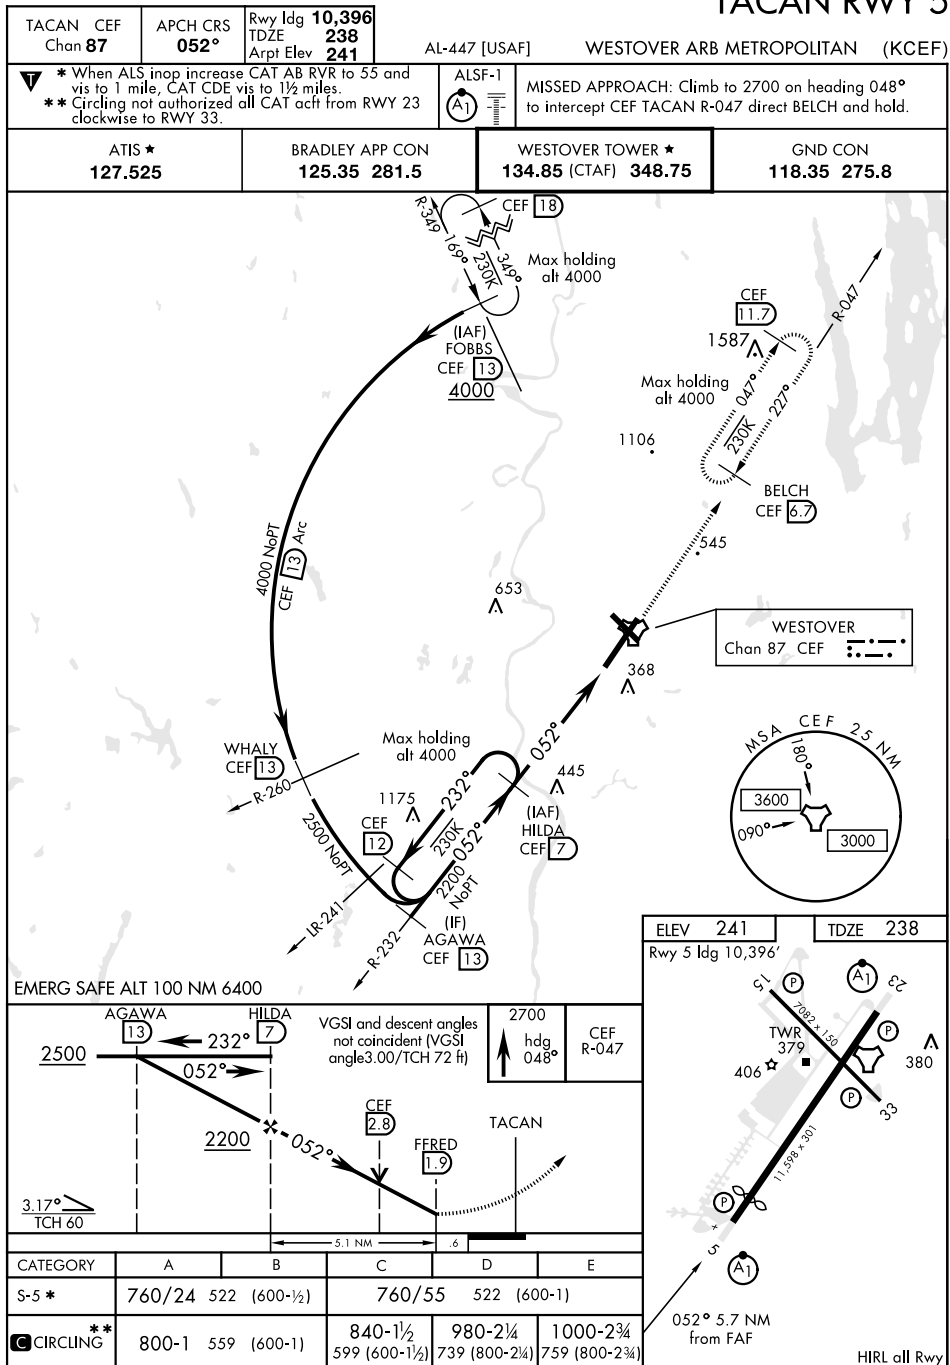 TACAN RWY 5
TACAN CEF
Chan 87
APCH CRS
052°
Rwy ldg 10,396
TDZE 238
Arpt Elev 241
AL-447 [USAF]
WESTOVER ARB METROPOLITAN (KCEF)
T
* When ALS inop increase CAT AB RVR to 55 and
vis to 1 mile, CAT CDE vis to 1½ miles.
** Circling not authorized all CAT acft from RWY 23
clockwise to RWY 33.
ALSF-1
A1
MISSED APPROACH: Climb to 2700 on heading 048°
to intercept CEF TACAN R-047 direct BELCH and hold.
ATIS ★
127.525
BRADLEY APP CON
125.35 281.5
WESTOVER TOWER ★
134.85 (CTAF) 348.75
GND CON
118.35 275.8
R-349
CEF 18
169°
349°
230K
Max holding
alt 4000
(IAF)
FOBBS
CEF 13
4000
CEF
11.7
R-047
1587
Max holding
alt 4000
047°
227°
230K
1106
BELCH
CEF 6.7
545
4000 NoPT
CEF 13 Arc
653
WESTOVER
Chan 87 CEF
368
052°
WHALY
CEF 13
R-260
Max holding
alt 4000
232°
1175
445
CEF
12
230K
052°
(IAF)
HILDA
CEF 7
2500 NoPT
2200
NoPT
LR-241
R-232
(IF)
AGAWA
CEF 13
MSA CEF 25 NM
180°
3600
090°
3000
EMERG SAFE ALT 100 NM 6400
AGAWA
13
HILDA
7
232°
2500
052°
VGSI and descent angles
not coincident (VGSI
angle3.00/TCH 72 ft)
2700
hdg
048°
CEF
R-047
2200
052°
CEF
2.8
FFRED
1.9
TACAN
3.17°
TCH 60
5.1 NM
.6
CATEGORY A B C D E
S-5 * 760/24 522 (600-½) 760/55 522 (600-1)
C CIRCLING ** 800-1 559 (600-1) 840-1½ 599 (600-1½) 980-2¼ 739 (800-2¼) 1000-2¾ 759 (800-2¾)
ELEV 241
TDZE 238
Rwy 5 ldg 10,396'
15
P
A1
23
7082 x 150
P
TWR
379
406
380
P
33
11,598 x 301
P
5
A1
052° 5.7 NM
from FAF
HIRL all Rwy